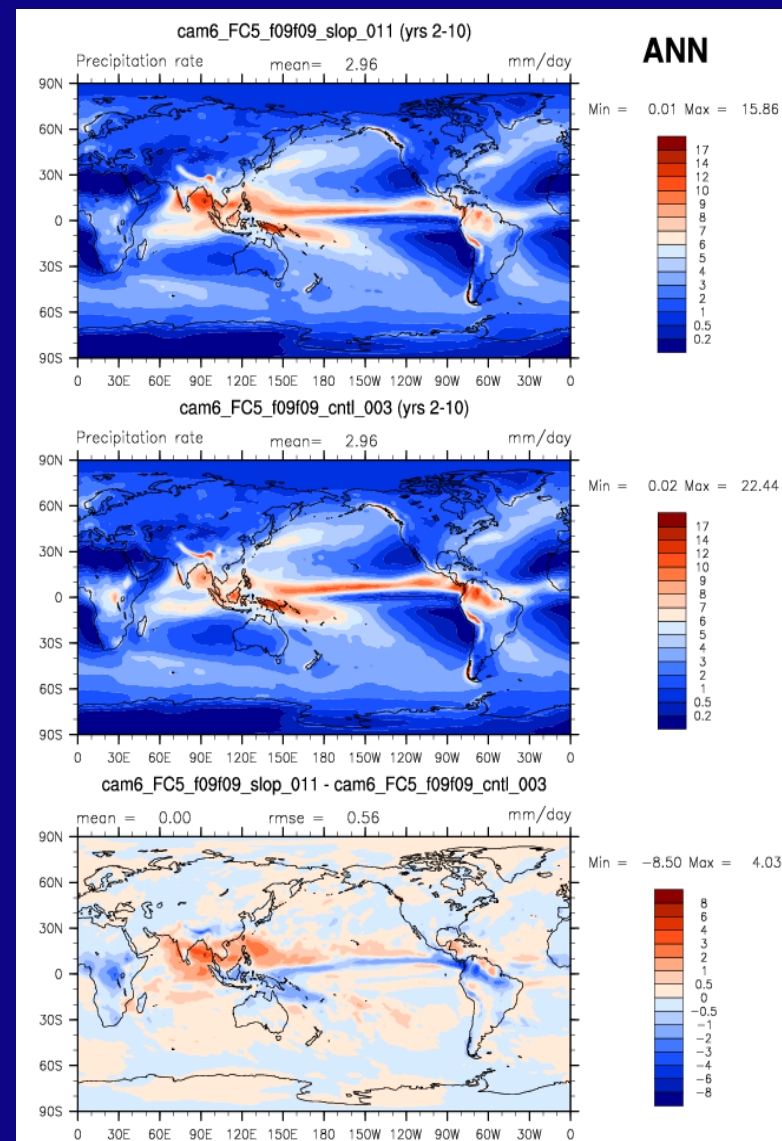 cam6_FC5_f09f09_slop_011 (yrs 2-10)
Precipitation rate mean= 2.96 mm/day
ANN
Min = 0.01 Max = 15.86
90N
60N
30N
0
30S
60S
90S
0 30E 60E 90E 120E 150E 180 150W 120W 90W 60W 30W 0
17
14
12
10
9
8
7
6
5
4
3
2
1
0.5
0.2
cam6_FC5_f09f09_cntl_003 (yrs 2-10)
Precipitation rate mean= 2.96 mm/day
Min = 0.02 Max = 22.44
90N
60N
30N
0
30S
60S
90S
0 30E 60E 90E 120E 150E 180 150W 120W 90W 60W 30W 0
17
14
12
10
9
8
7
6
5
4
3
2
1
0.5
0.2
cam6_FC5_f09f09_slop_011 - cam6_FC5_f09f09_cntl_003
mean = 0.00 rmse = 0.56 mm/day
Min = -8.50 Max = 4.03
90N
60N
30N
0
30S
60S
90S
0 30E 60E 90E 120E 150E 180 150W 120W 90W 60W 30W 0
8
6
4
3
2
1
0.5
0
-0.5
-1
-2
-3
-4
-6
-8